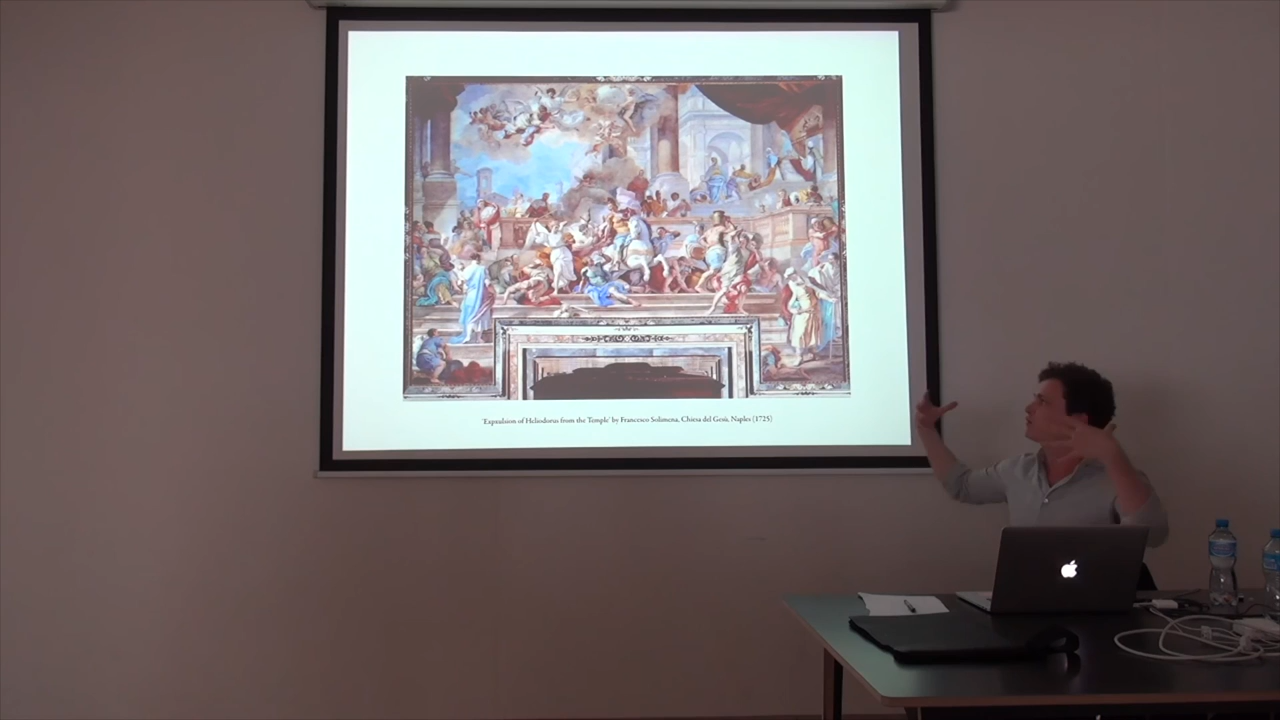 'Expulsion of Heliodorus from the Temple' by Francesco Solimena, Chiesa del Gesù, Naples (1725)